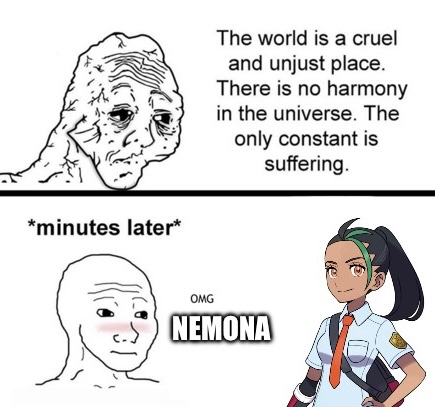 The world is a cruel
and unjust place.
There is no harmony
in the universe. The
only constant is
suffering.
*minutes later*
OMG
NEMONA